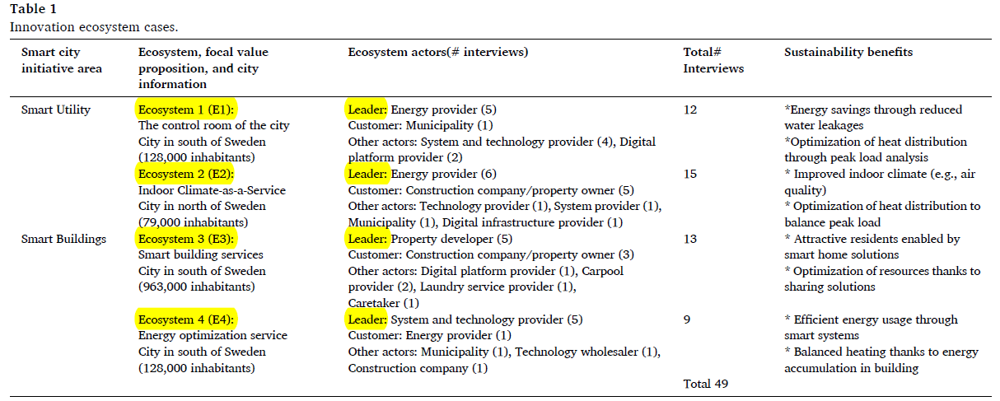 Table 1
Innovation ecosystem cases.
Smart city initiative area | Ecosystem, focal value proposition, and city information | Ecosystem actors(# interviews) | Total# Interviews | Sustainability benefits
Smart Utility
Ecosystem 1 (E1):
The control room of the city
City in south of Sweden
(128,000 inhabitants)
Leader: Energy provider (5)
Customer: Municipality (1)
Other actors: System and technology provider (4), Digital
platform provider (2)
12
*Energy savings through reduced
water leakages
*Optimization of heat distribution
through peak load analysis
Ecosystem 2 (E2):
Indoor Climate-as-a-Service
City in north of Sweden
(79,000 inhabitants)
Leader: Energy provider (6)
Customer: Construction company/property owner (5)
Other actors: Technology provider (1), System provider (1),
Municipality (1), Digital infrastructure provider (1)
15
* Improved indoor climate (e.g., air
quality)
* Optimization of heat distribution to
balance peak load
Smart Buildings
Ecosystem 3 (E3):
Smart building services
City in south of Sweden
(963,000 inhabitants)
Leader: Property developer (5)
Customer: Construction company/property owner (3)
Other actors: Digital platform provider (1), Carpool
provider (2), Laundry service provider (1),
Caretaker (1)
13
* Attractive residents enabled by
smart home solutions
* Optimization of resources thanks to
sharing solutions
Ecosystem 4 (E4):
Energy optimization service
City in south of Sweden
(128,000 inhabitants)
Leader: System and technology provider (5)
Customer: Energy provider (1)
Other actors: Municipality (1), Technology wholesaler (1),
Construction company (1)
9
* Efficient energy usage through
smart systems
* Balanced heating thanks to energy
accumulation in building
Total 49